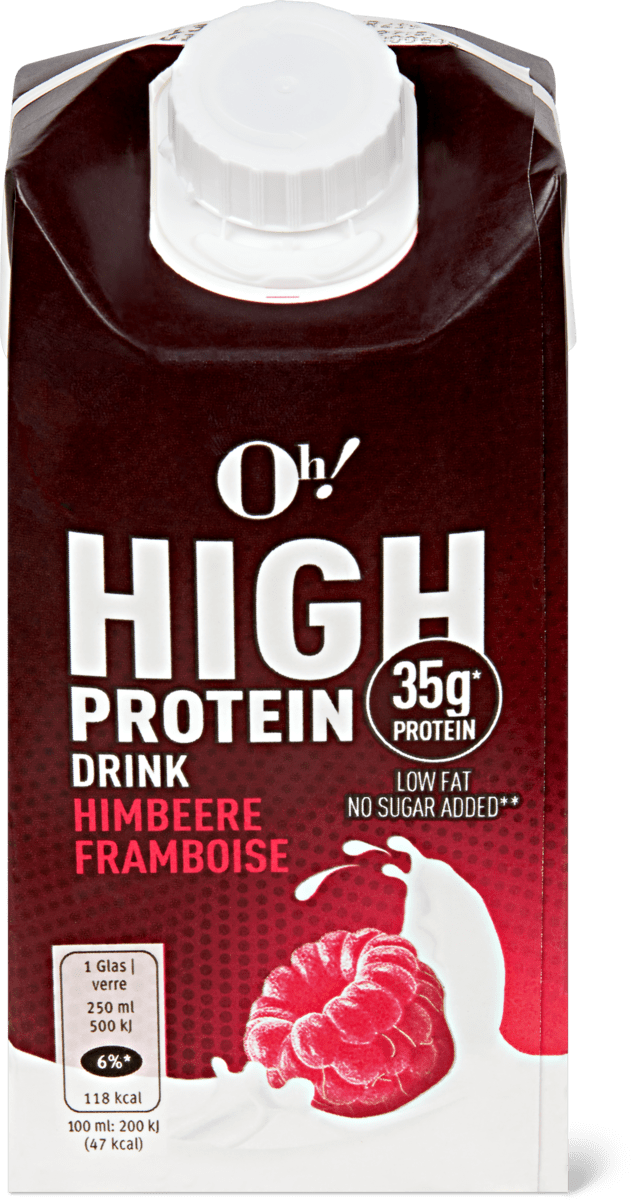 Oh!
HIGH
PROTEIN
35g*
PROTEIN
DRINK
LOW FAT
NO SUGAR ADDED**
HIMBEERE
FRAMBOISE
1 Glas |
verre
250 ml
500 kJ
6%*
118 kcal
100 ml: 200 kJ
(47 kcal)